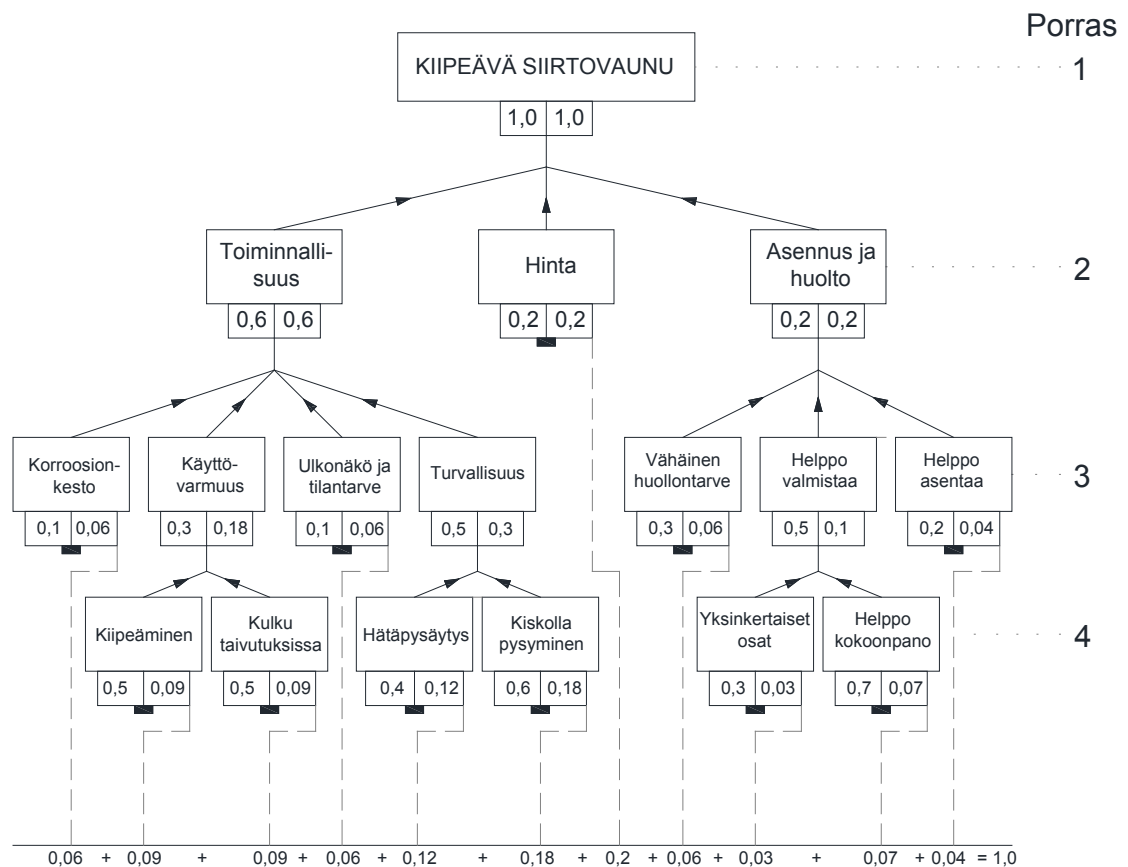 Porras
KIIPEÄVÄ SIIRTOVAUNU
1
1,0 1,0
Toiminnalli-
suus
Hinta
Asennus ja
huolto
2
0,6 0,6
0,2 0,2
0,2 0,2
Korroosion-
kesto
Käyttö-
varmuus
Ulkonäkö ja
tilantarve
Turvallisuus
Vähäinen
huollontarve
Helppo
valmistaa
Helppo
asentaa
3
0,1 0,06
0,3 0,18
0,1 0,06
0,5 0,3
0,3 0,06
0,5 0,1
0,2 0,04
Kiipeäminen
Kulku
taivutuksissa
Hätäpysäytys
Kiskolla
pysyminen
Yksinkertaiset
osat
Helppo
kokoonpano
4
0,5 0,09
0,5 0,09
0,4 0,12
0,6 0,18
0,3 0,03
0,7 0,07
0,06 + 0,09 + 0,09 + 0,06 + 0,12 + 0,18 + 0,2 + 0,06 + 0,03 + 0,07 + 0,04 = 1,0